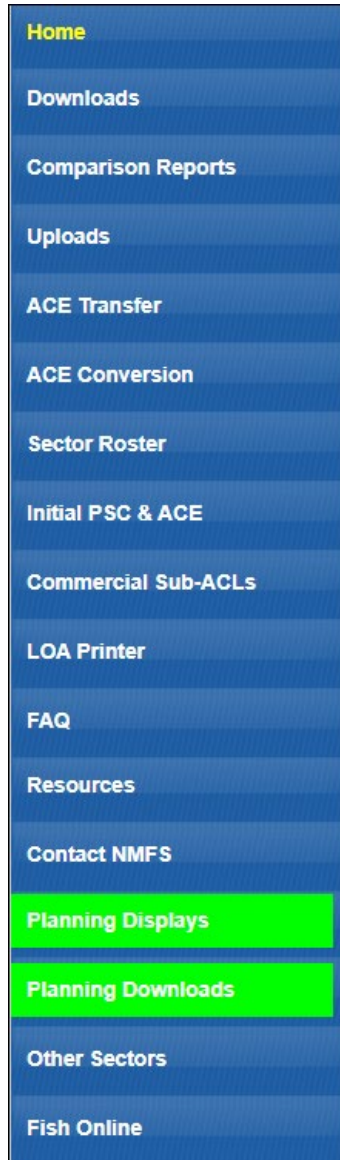 Home
Downloads
Comparison Reports
Uploads
ACE Transfer
ACE Conversion
Sector Roster
Initial PSC & ACE
Commercial Sub-ACLs
LOA Printer
FAQ
Resources
Contact NMFS
Planning Displays
Planning Downloads
Other Sectors
Fish Online